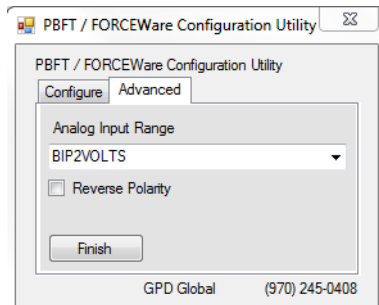 PBFT / FORCEWare Configuration Utility
PBFT / FORCEWare Configuration Utility
Configure Advanced
Analog Input Range
BIP2VOLTS
Reverse Polarity
Finish
GPD Global (970) 245-0408